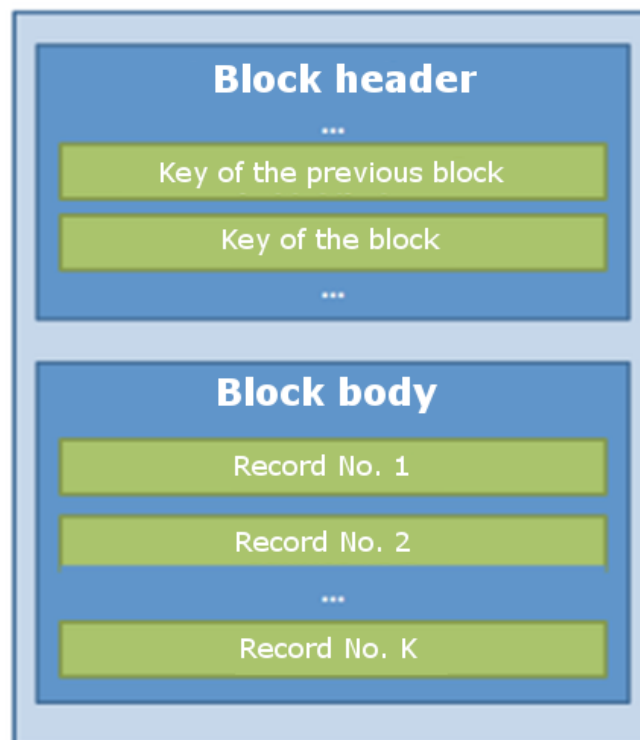 Block header
...
Key of the previous block
Key of the block
...
Block body
Record No. 1
Record No. 2
...
Record No. K